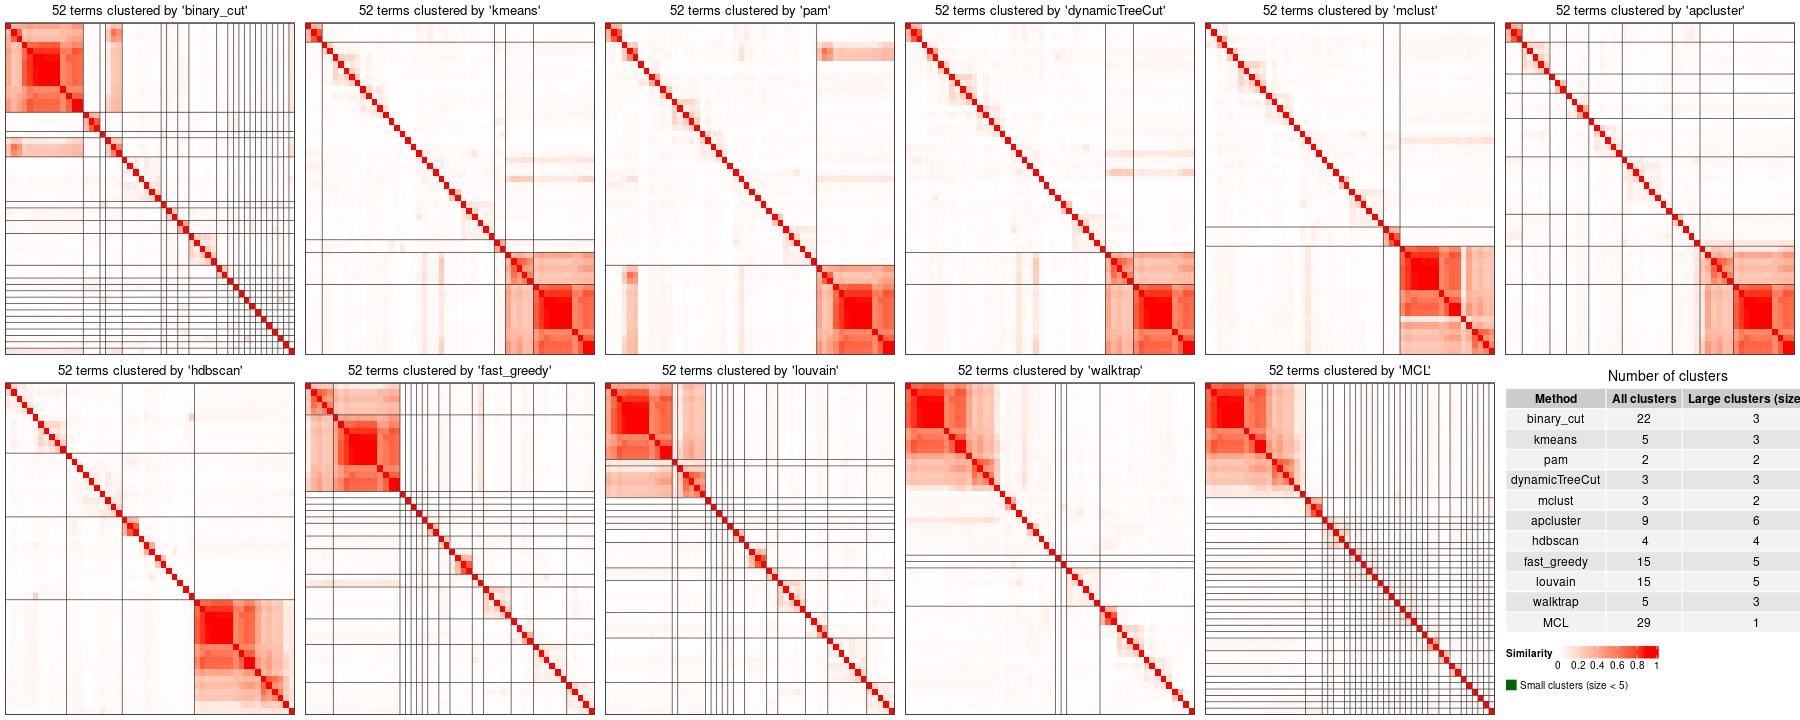 52 terms clustered by 'binary_cut'
52 terms clustered by 'kmeans'
52 terms clustered by 'pam'
52 terms clustered by 'dynamicTreeCut'
52 terms clustered by 'mclust'
52 terms clustered by 'apcluster'
52 terms clustered by 'hdbscan'
52 terms clustered by 'fast_greedy'
52 terms clustered by 'louvain'
52 terms clustered by 'walktrap'
52 terms clustered by 'MCL'
Number of clusters
Method All clusters Large clusters (size
binary_cut 22 3
kmeans 5 3
pam 2 2
dynamicTreeCut 3 3
mclust 3 2
apcluster 9 6
hdbscan 4 4
fast_greedy 15 5
louvain 15 5
walktrap 5 3
MCL 29 1
Similarity
0 0.2 0.4 0.6 0.8 1
Small clusters (size < 5)